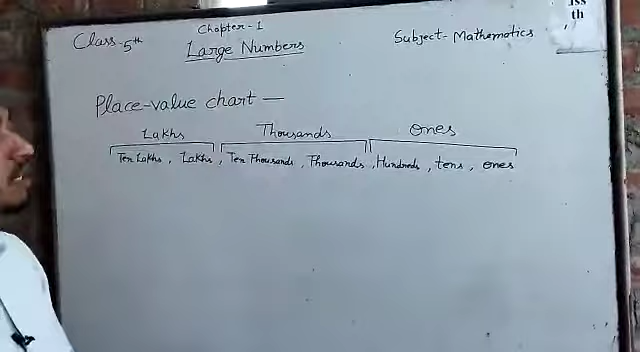 Chapter-1
Class-5th
Large Numbers
Subject-Mathematics
th
Place-value chart —
Lakhs Thousands Ones
Ten Lakhs, Lakhs, Ten Thousands, Thousands, Hundreds, tens, ones